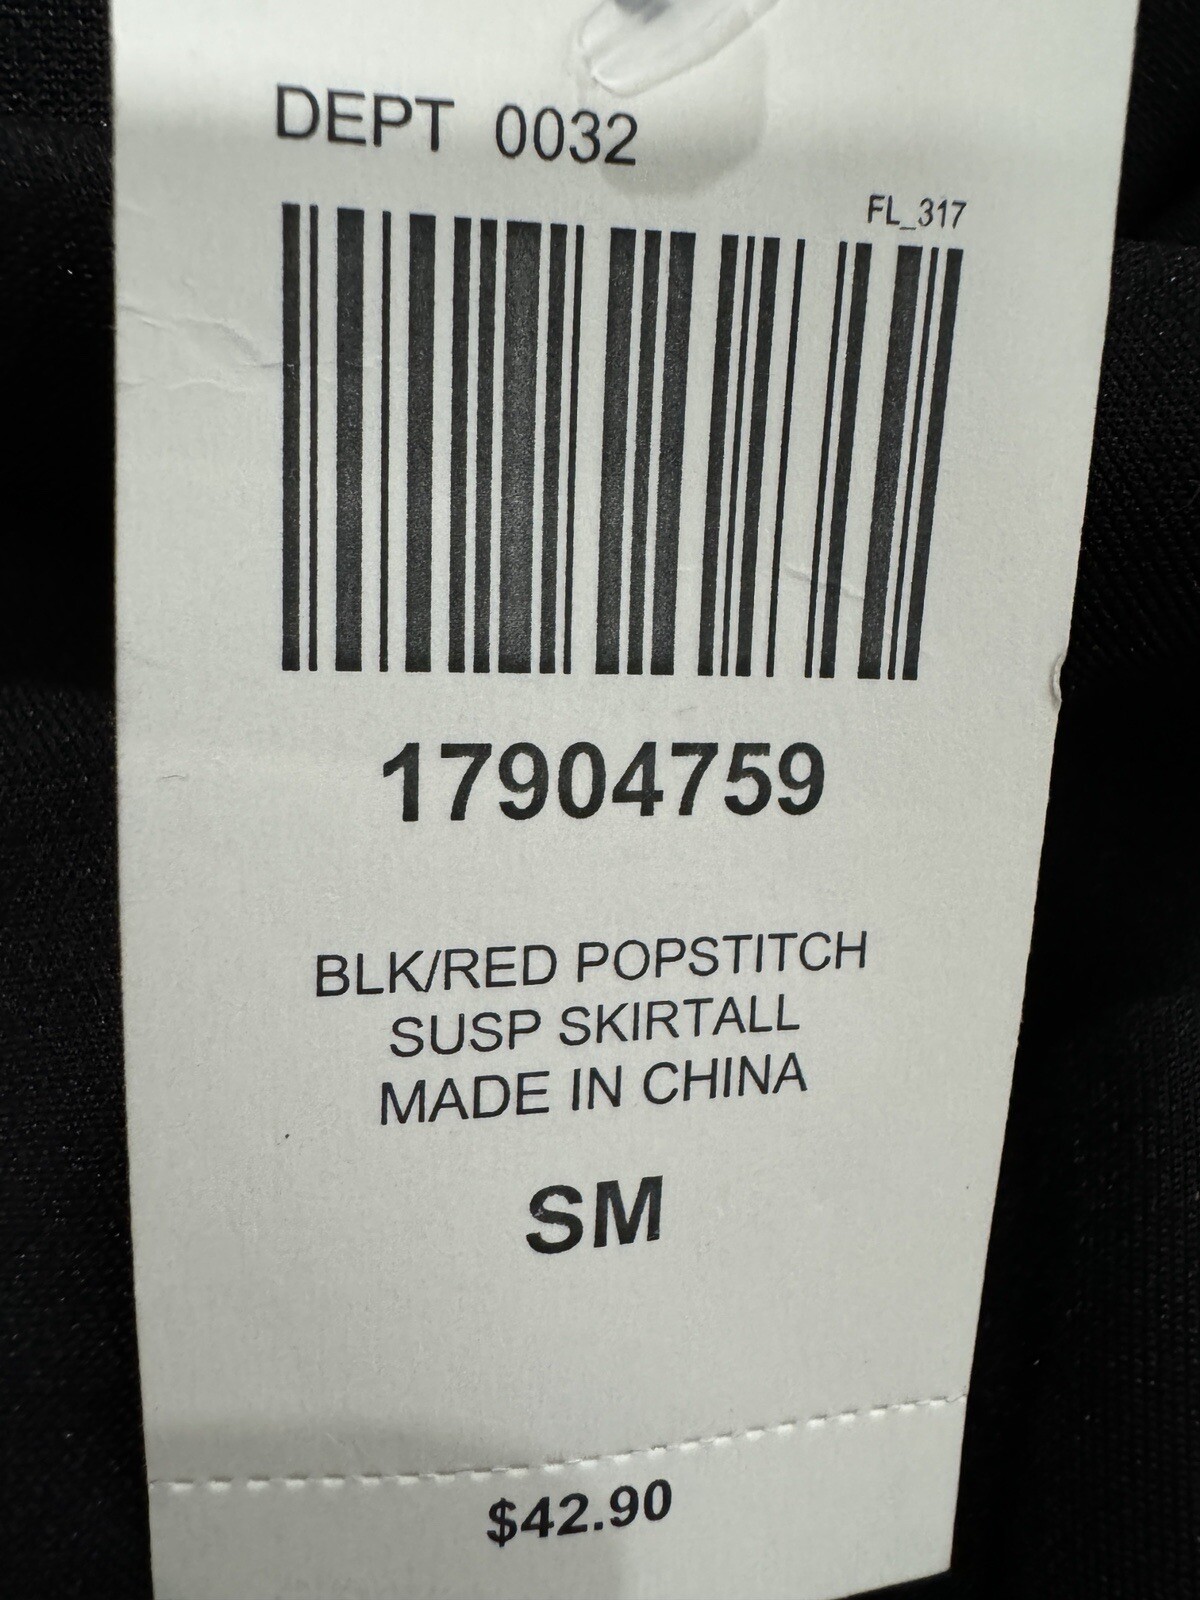 DEPT 0032
FL_317
17904759
BLK/RED POPSTITCH
SUSP SKIRTALL
MADE IN CHINA
SM
$42.90